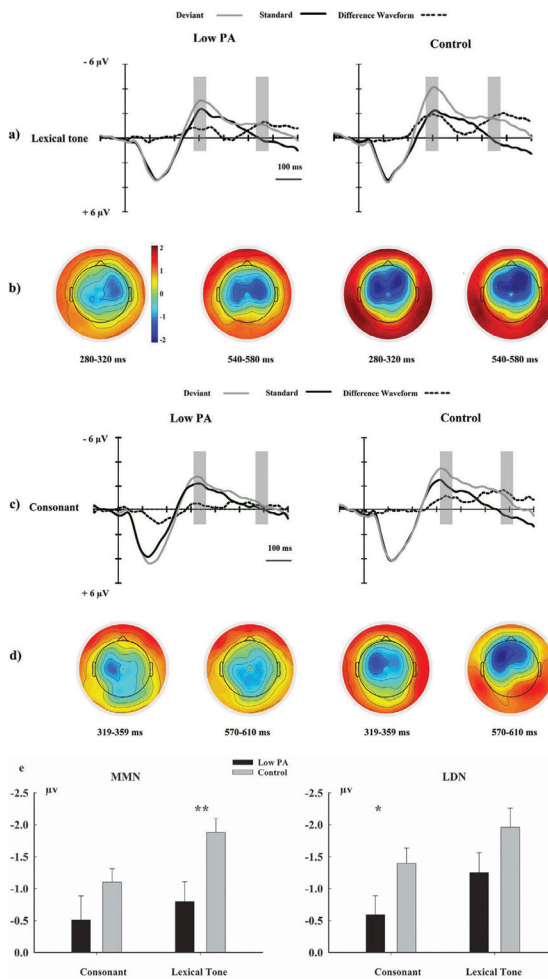 Deviant Standard Difference Waveform
Low PA Control
- 6 µV
a) Lexical tone
100 ms
+ 6 µV
b)
2
1
0
-1
-2
280-320 ms 540-580 ms 280-320 ms 540-580 ms
Deviant Standard Difference Waveform
Low PA Control
- 6 µV
c) Consonant
100 ms
+ 6 µV
d)
319-359 ms 570-610 ms 319-359 ms 570-610 ms
e
µv MMN Low PA Control µv LDN
-2.5 -2.5
-2.0 ** -2.0 *
-1.5 -1.5
-1.0 -1.0
-0.5 -0.5
0.0 0.0
Consonant Lexical Tone Consonant Lexical Tone